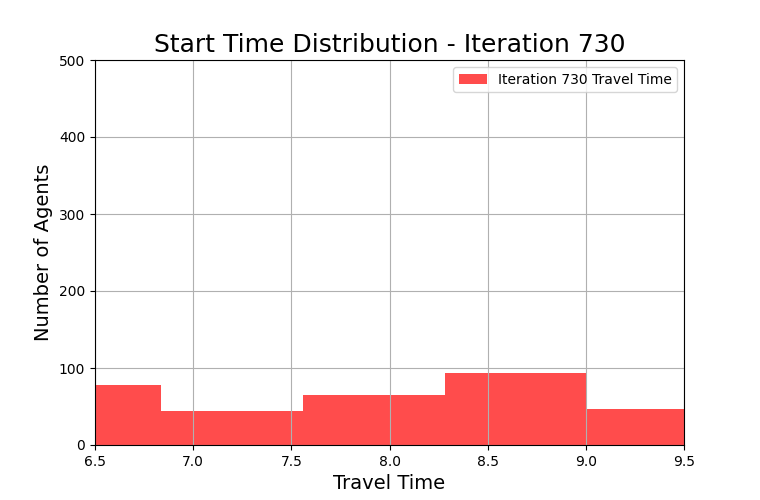 Start Time Distribution - Iteration 730
Iteration 730 Travel Time
Number of Agents
500
400
300
200
100
0
6.5 7.0 7.5 8.0 8.5 9.0 9.5
Travel Time